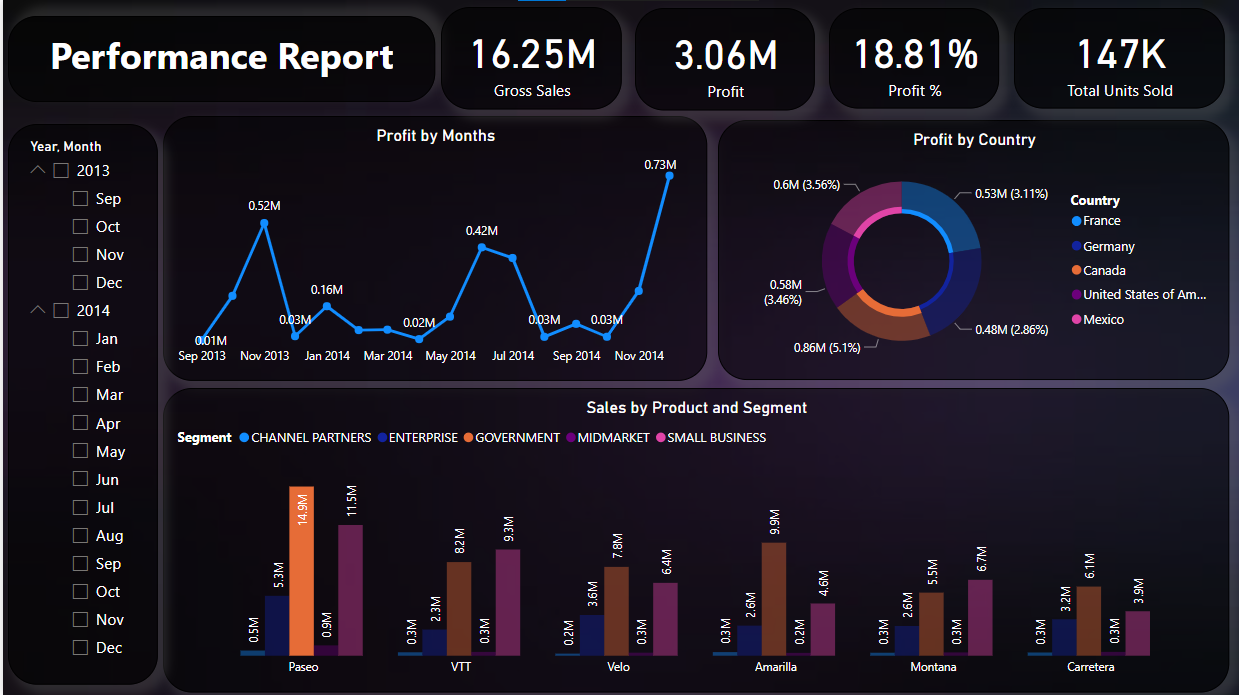 Performance Report
16.25M
Gross Sales
3.06M
Profit
18.81%
Profit %
147K
Total Units Sold
Year, Month
2013
Sep
Oct
Nov
Dec
2014
Jan
Feb
Mar
Apr
May
Jun
Jul
Aug
Sep
Oct
Nov
Dec
Profit by Months
0.01M
0.52M
0.03M
0.16M
0.02M
0.42M
0.03M
0.03M
0.73M
Sep 2013 Nov 2013 Jan 2014 Mar 2014 May 2014 Jul 2014 Sep 2014 Nov 2014
Profit by Country
0.6M (3.56%)
0.53M (3.11%)
0.58M
(3.46%)
0.48M (2.86%)
0.86M (5.1%)
Country
France
Germany
Canada
United States of Am...
Mexico
Sales by Product and Segment
Segment CHANNEL PARTNERS ENTERPRISE GOVERNMENT MIDMARKET SMALL BUSINESS
0.5M 5.3M 14.9M 0.9M 11.5M
0.3M 2.3M 8.2M 0.3M 9.3M
0.2M 3.6M 7.8M 0.3M 6.4M
0.3M 2.6M 9.9M 0.2M 4.6M
0.3M 2.6M 5.5M 0.3M 6.7M
0.3M 3.2M 6.1M 0.3M 3.9M
Paseo VTT Velo Amarilla Montana Carretera